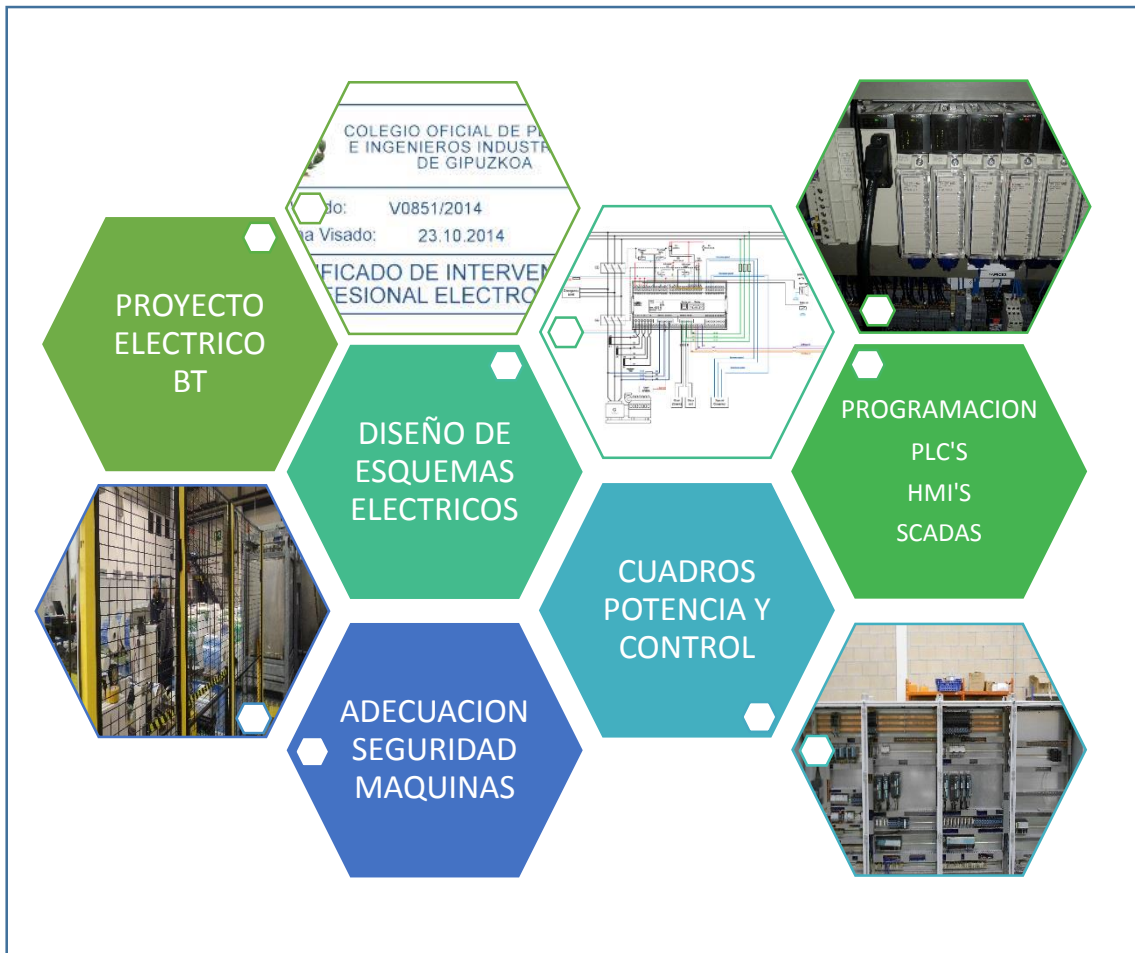 COLEGIO OFICIAL DE
E INGENIEROS
DE GIPUZKOA
V0851/2014
Visado:
23.10.2014
DE
PROYECTO
ELECTRICO
BT
DISEÑO DE
ESQUEMAS
ELECTRICOS
PROGRAMACION
PLC'S
HMI'S
SCADAS
CUADROS
POTENCIA Y
CONTROL
ADECUACION
SEGURIDAD
MAQUINAS